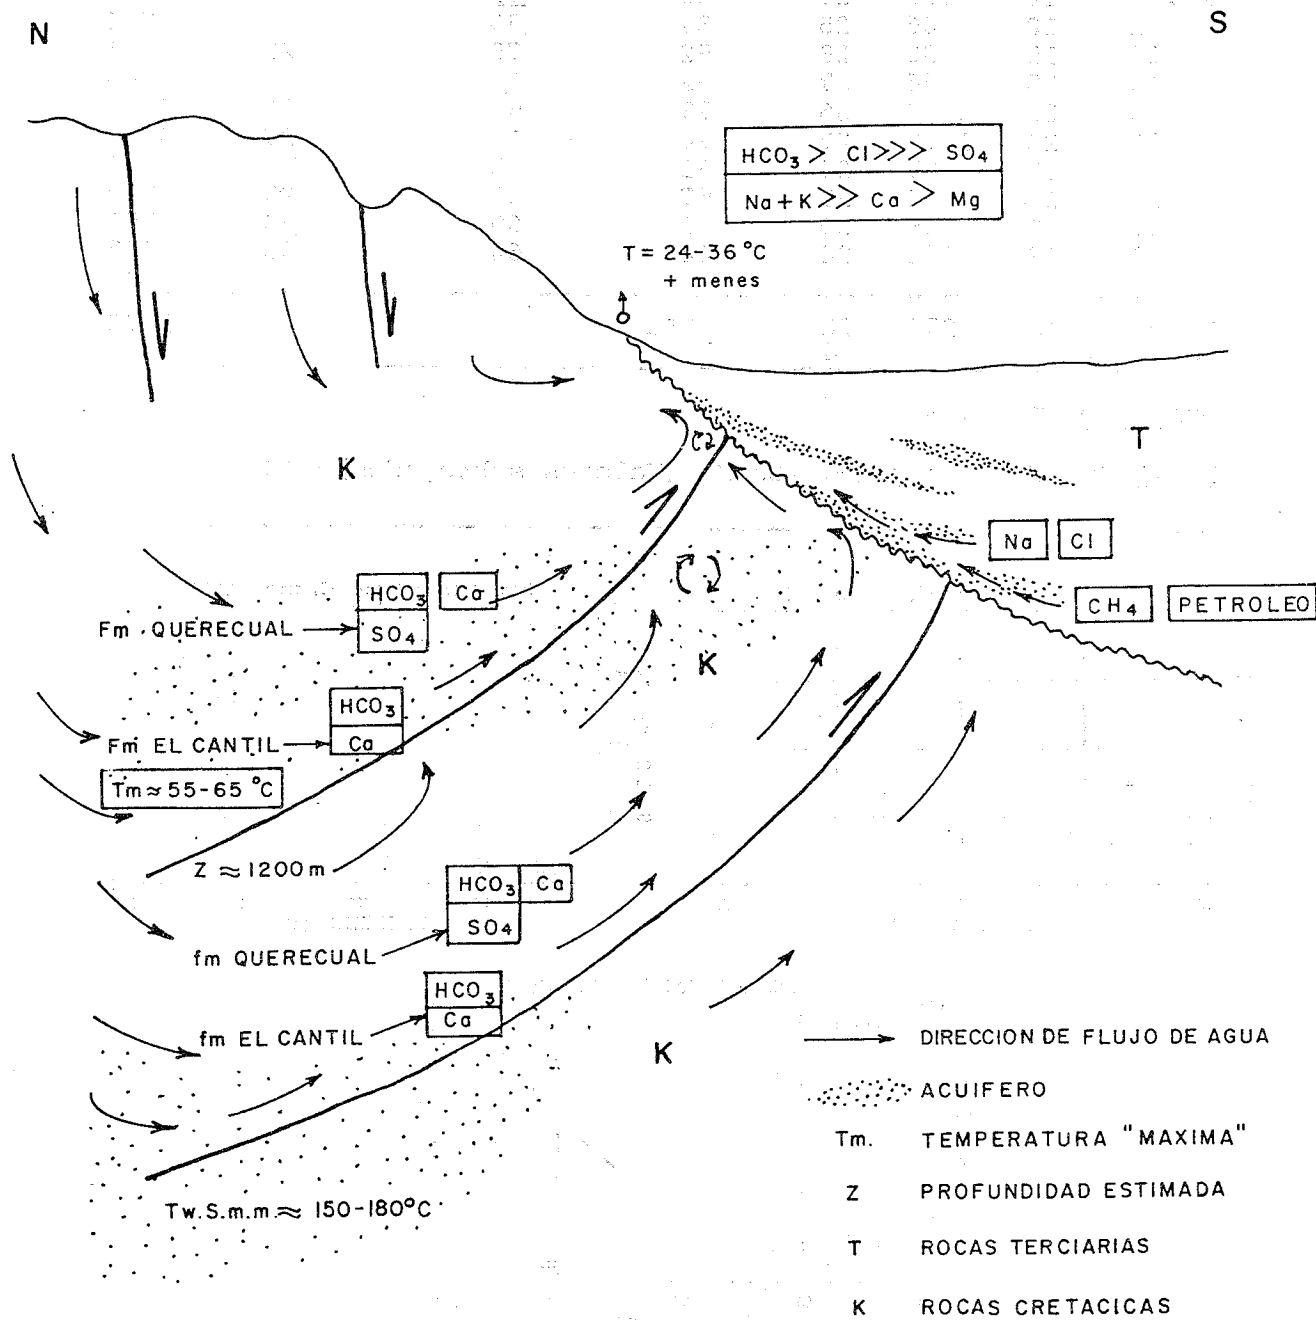 N
S
HCO3 > Cl>>> SO4
Na+K>> Ca > Mg
T = 24-36 °C
+ menes
K
T
Na Cl
CH4 PETROLEO
HCO3 Ca
Fm. QUERECUAL SO4
K
HCO3
Fm EL CANTIL Ca
Tm ≈ 55-65 °C
Z ≈ 1200 m
HCO3 Ca
SO4
fm QUERECUAL
HCO3
fm EL CANTIL Ca
K
DIRECCION DE FLUJO DE AGUA
ACUIFERO
Tm. TEMPERATURA "MAXIMA"
Tw.S.m.m. ≈ 150-180°C
Z PROFUNDIDAD ESTIMADA
T ROCAS TERCIARIAS
K ROCAS CRETACICAS